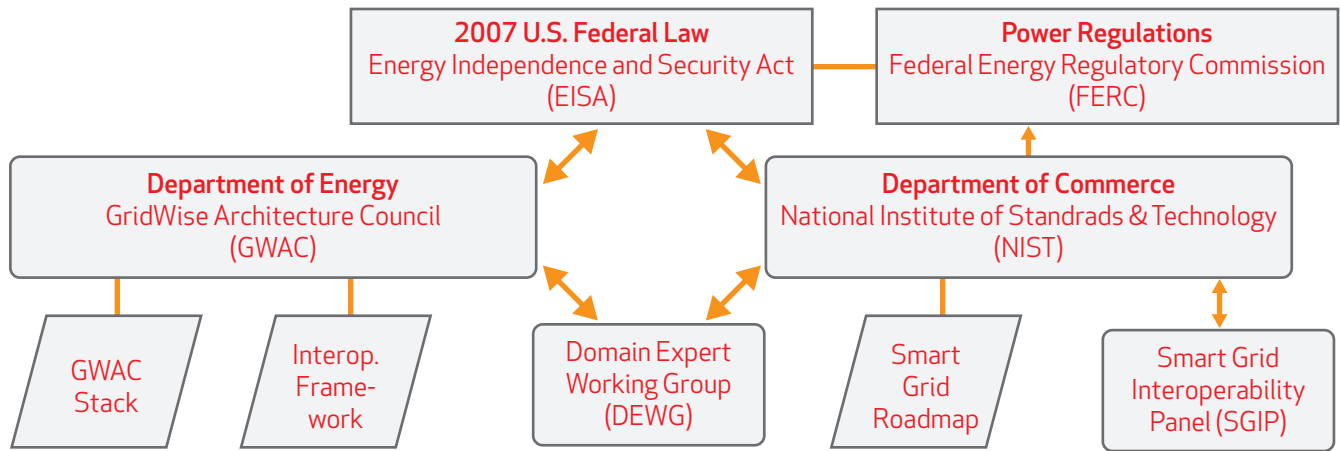 2007 U.S. Federal Law
Energy Independence and Security Act
(EISA)
Power Regulations
Federal Energy Regulatory Commission
(FERC)
Department of Energy
GridWise Architecture Council
(GWAC)
Department of Commerce
National Institute of Standrads & Technology
(NIST)
GWAC
Stack
Interop.
Frame-
work
Domain Expert
Working Group
(DEWG)
Smart
Grid
Roadmap
Smart Grid
Interoperability
Panel (SGIP)